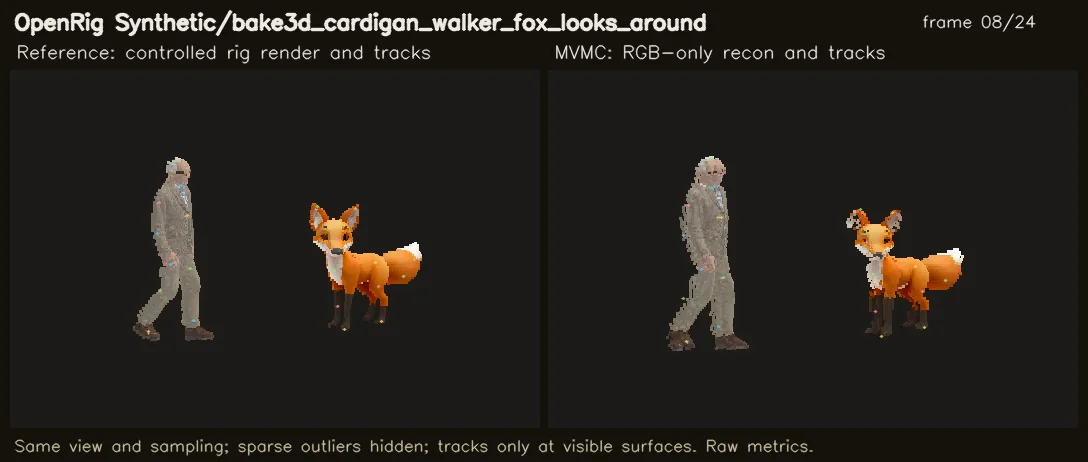 OpenRig Synthetic/bake3d_cardigan_walker_fox_looks_around
frame 08/24
Reference: controlled rig render and tracks
MVMC: RGB-only recon and tracks
Same view and sampling; sparse outliers hidden; tracks only at visible surfaces. Raw metrics.